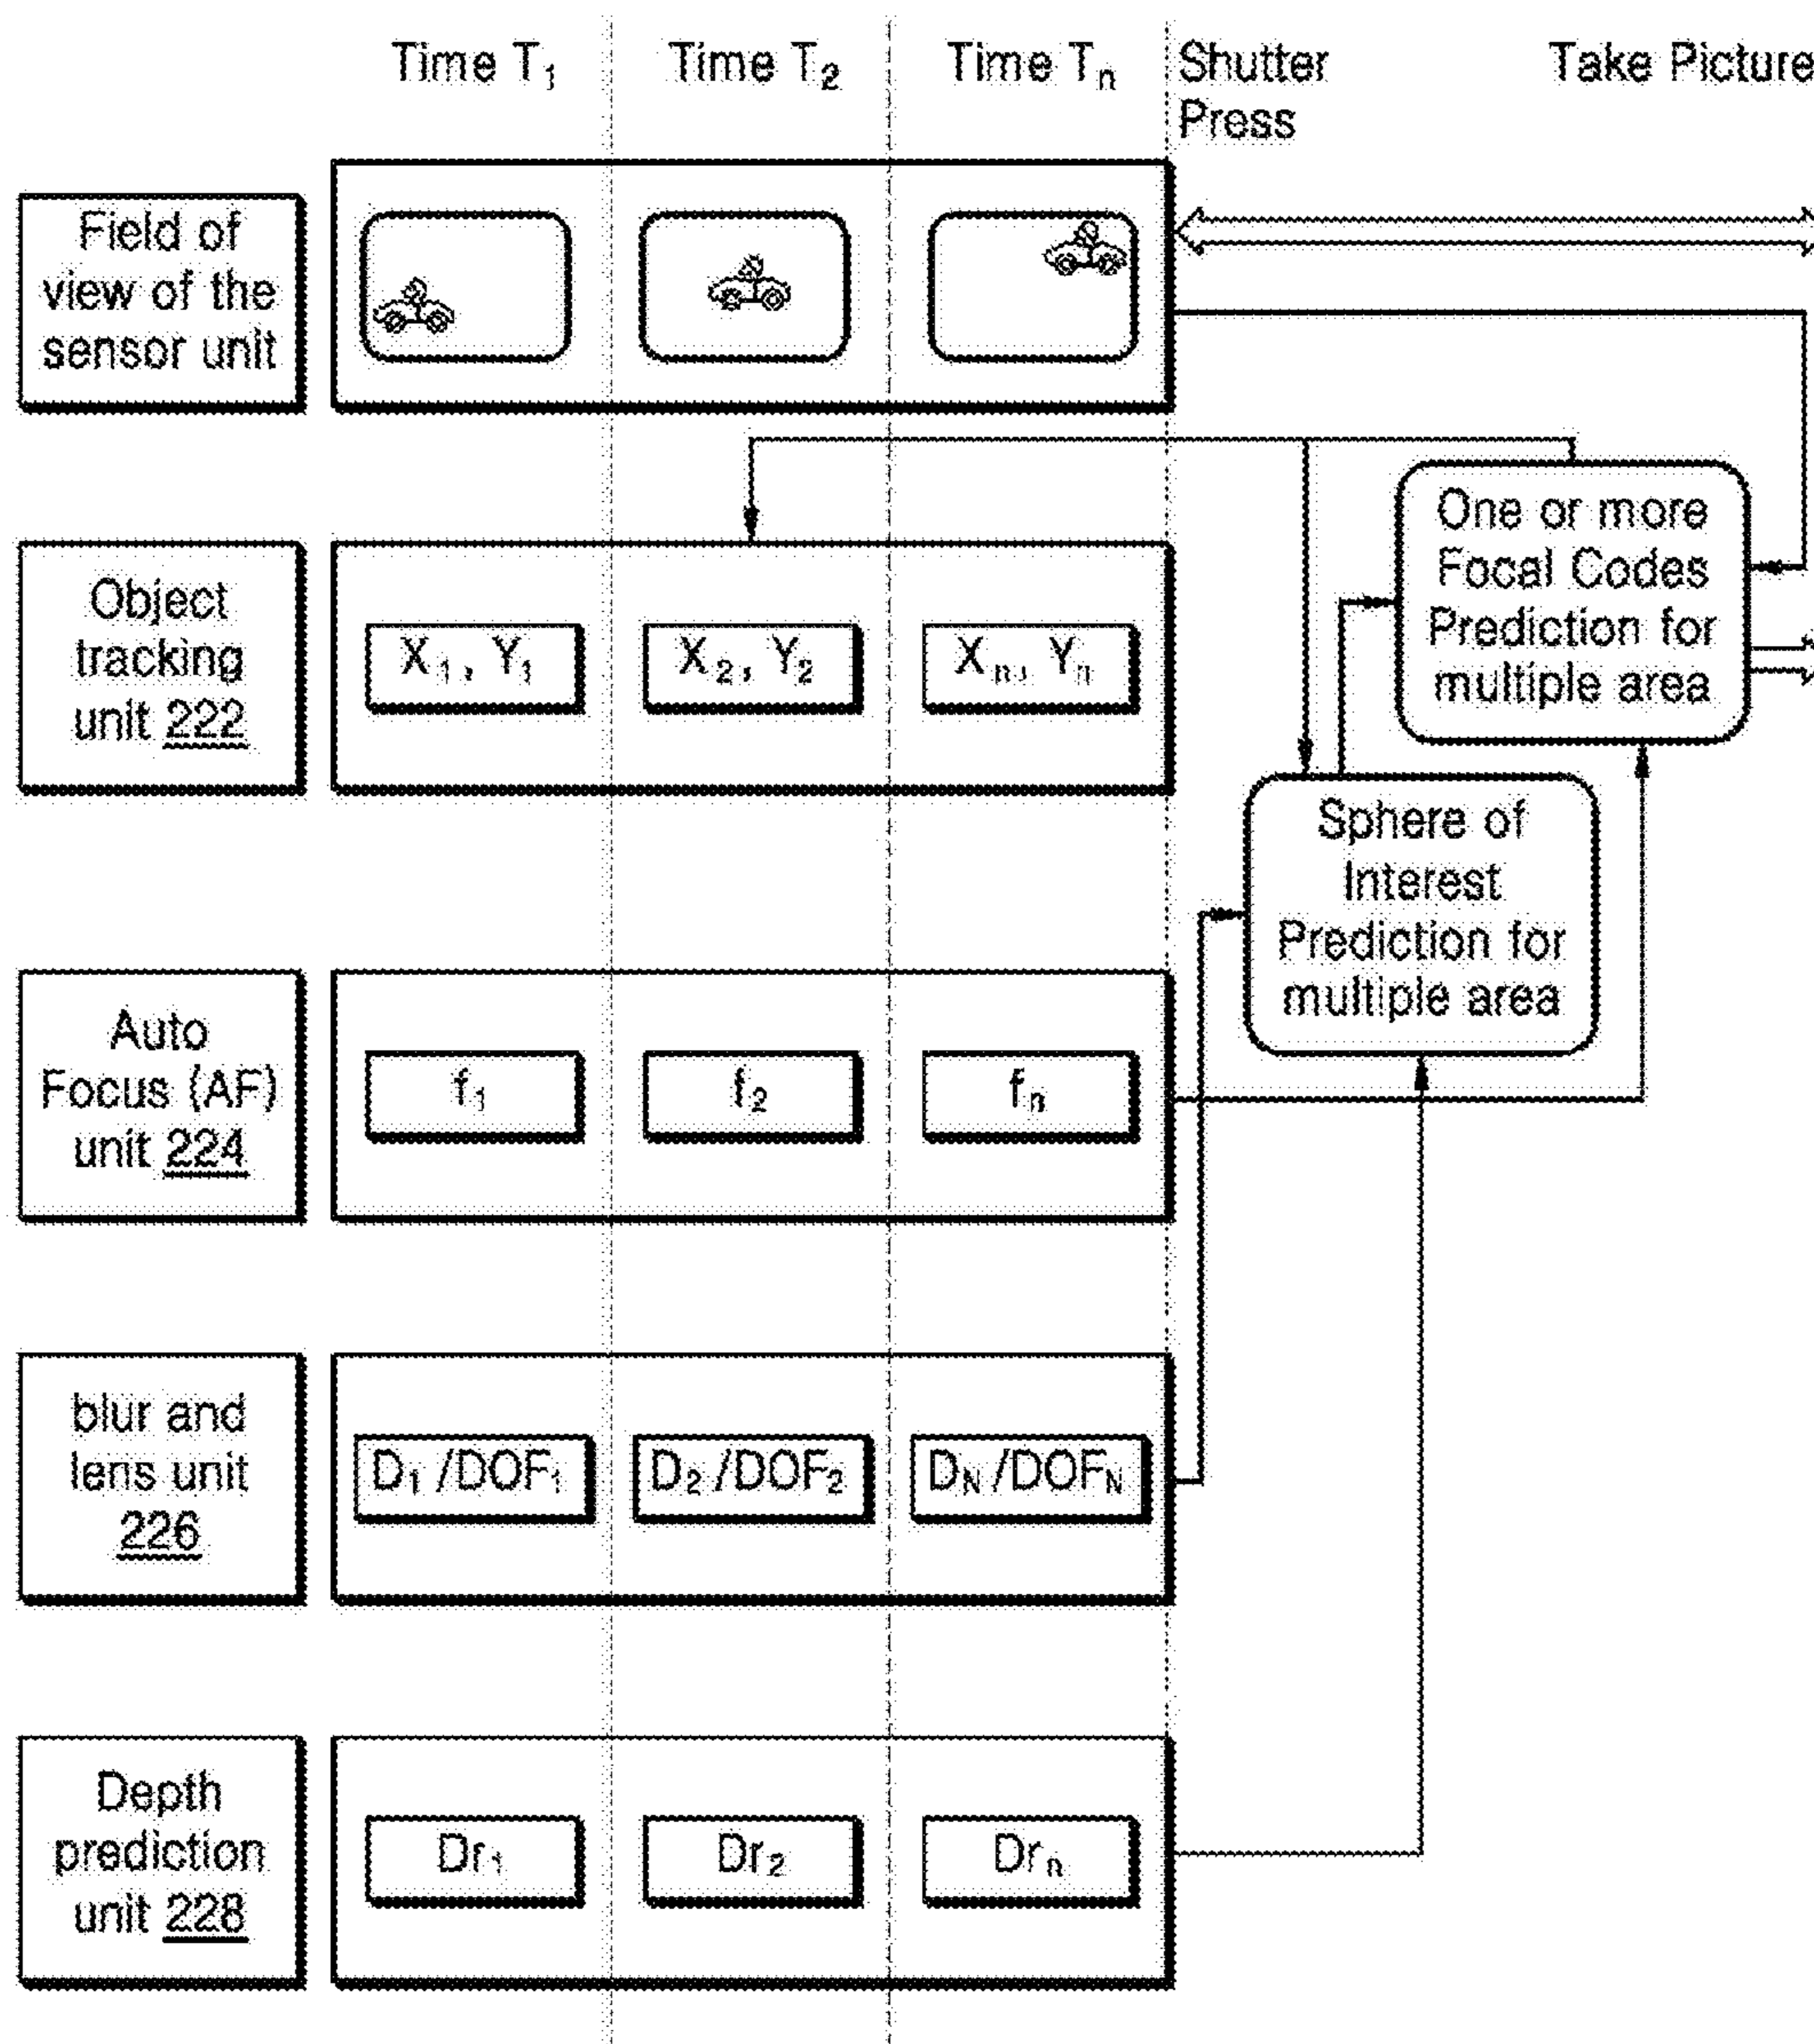 Time T₁ Time T₂ Time Tₙ Shutter Take Picture
Press
Field of
view of the
sensor unit
One or more
Focal Codes
Prediction for
multiple area
Object
tracking
unit 222
X₁, Y₁ X₂, Y₂ Xₙ, Yₙ
Sphere of
Interest
Prediction for
multiple area
Auto
Focus (AF)
unit 224
f₁ f₂ fₙ
blur and
lens unit
226
D₁/DOF₁ D₂/DOF₂ D_N/DOF_N
Depth
prediction
unit 228
Dr₁ Dr₂ Drₙ